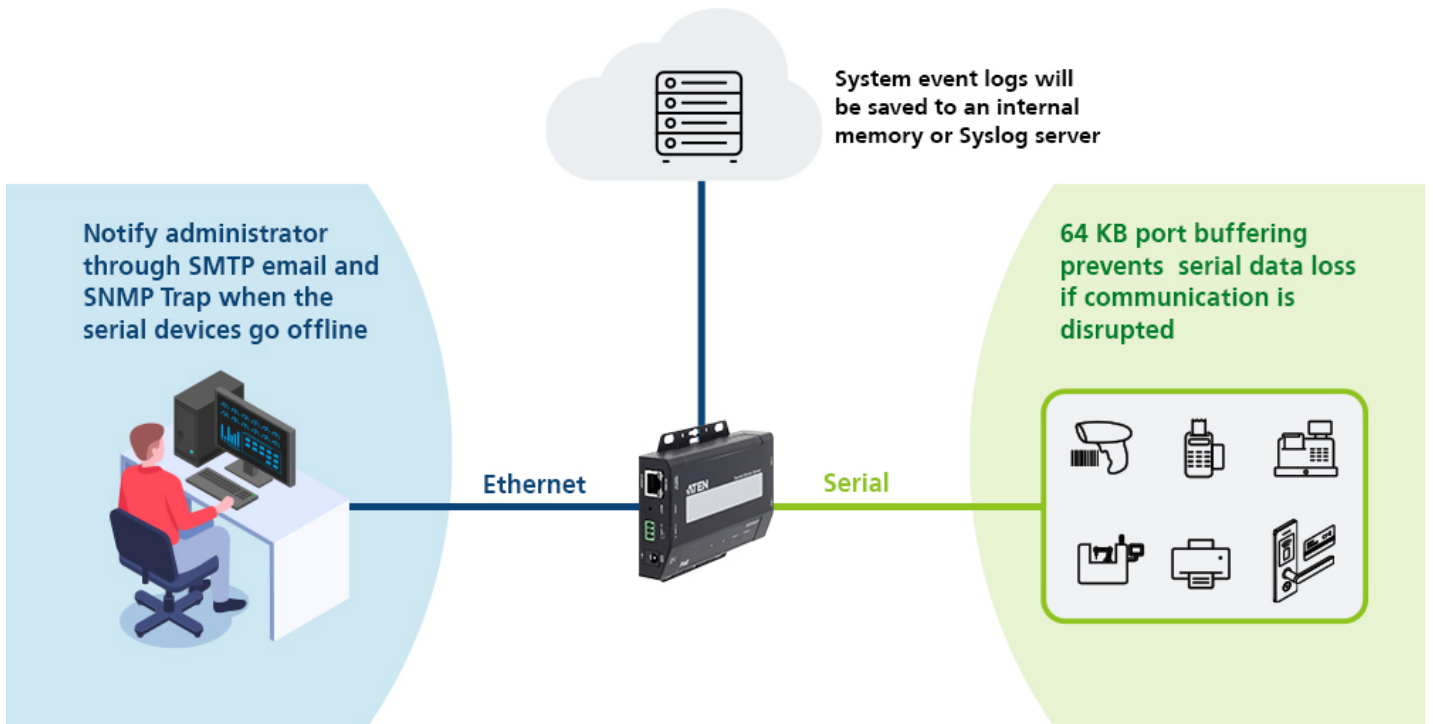 System event logs will
be saved to an internal
memory or Syslog server
Notify administrator
through SMTP email and
SNMP Trap when the
serial devices go offline
64 KB port buffering
prevents serial data loss
if communication is
disrupted
Ethernet
ATEN
Serial